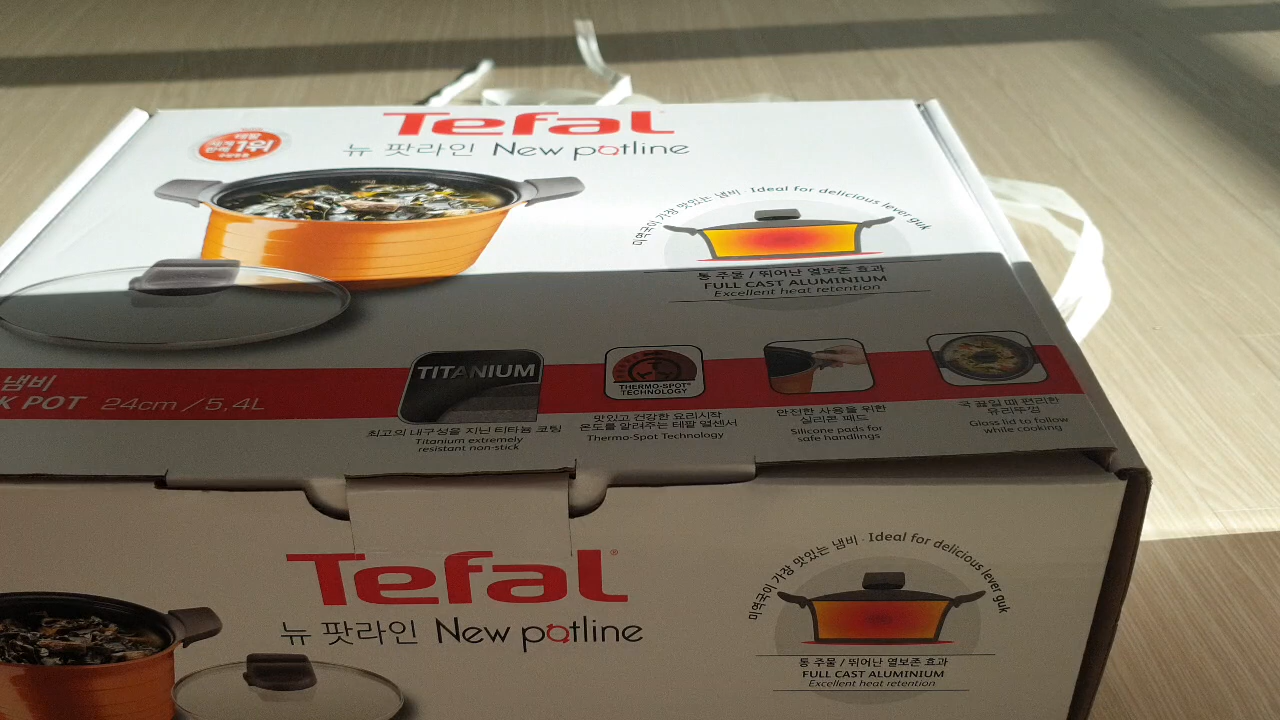 Tefal
뉴 팟라인 New potline
테팔
1위
미역국이 가장 맛있는 냄비 · Ideal for delicious lever guk
통 주물 / 뛰어난 열보존 효과
FULL CAST ALUMINIUM
Excellent heat retention
냄비
K POT 24cm / 5,4L
TITANIUM
최고의 내구성을 지닌 티타늄 코팅
Titanium extremely
resistant non-stick
THERMO-SPOT®
TECHNOLOGY
맛있고 건강한 요리시작
온도를 알려주는 테팔 열센서
Thermo-Spot Technology
안전한 사용을 위한
실리콘 패드
Silicone pads for
safe handlings
국 끓일 때 편리한
유리뚜껑
Glass lid to follow
while cooking
Tefal®
뉴 팟라인 New potline
미역국이 가장 맛있는 냄비 · Ideal for delicious lever guk
통 주물 / 뛰어난 열보존 효과
FULL CAST ALUMINIUM
Excellent heat retention